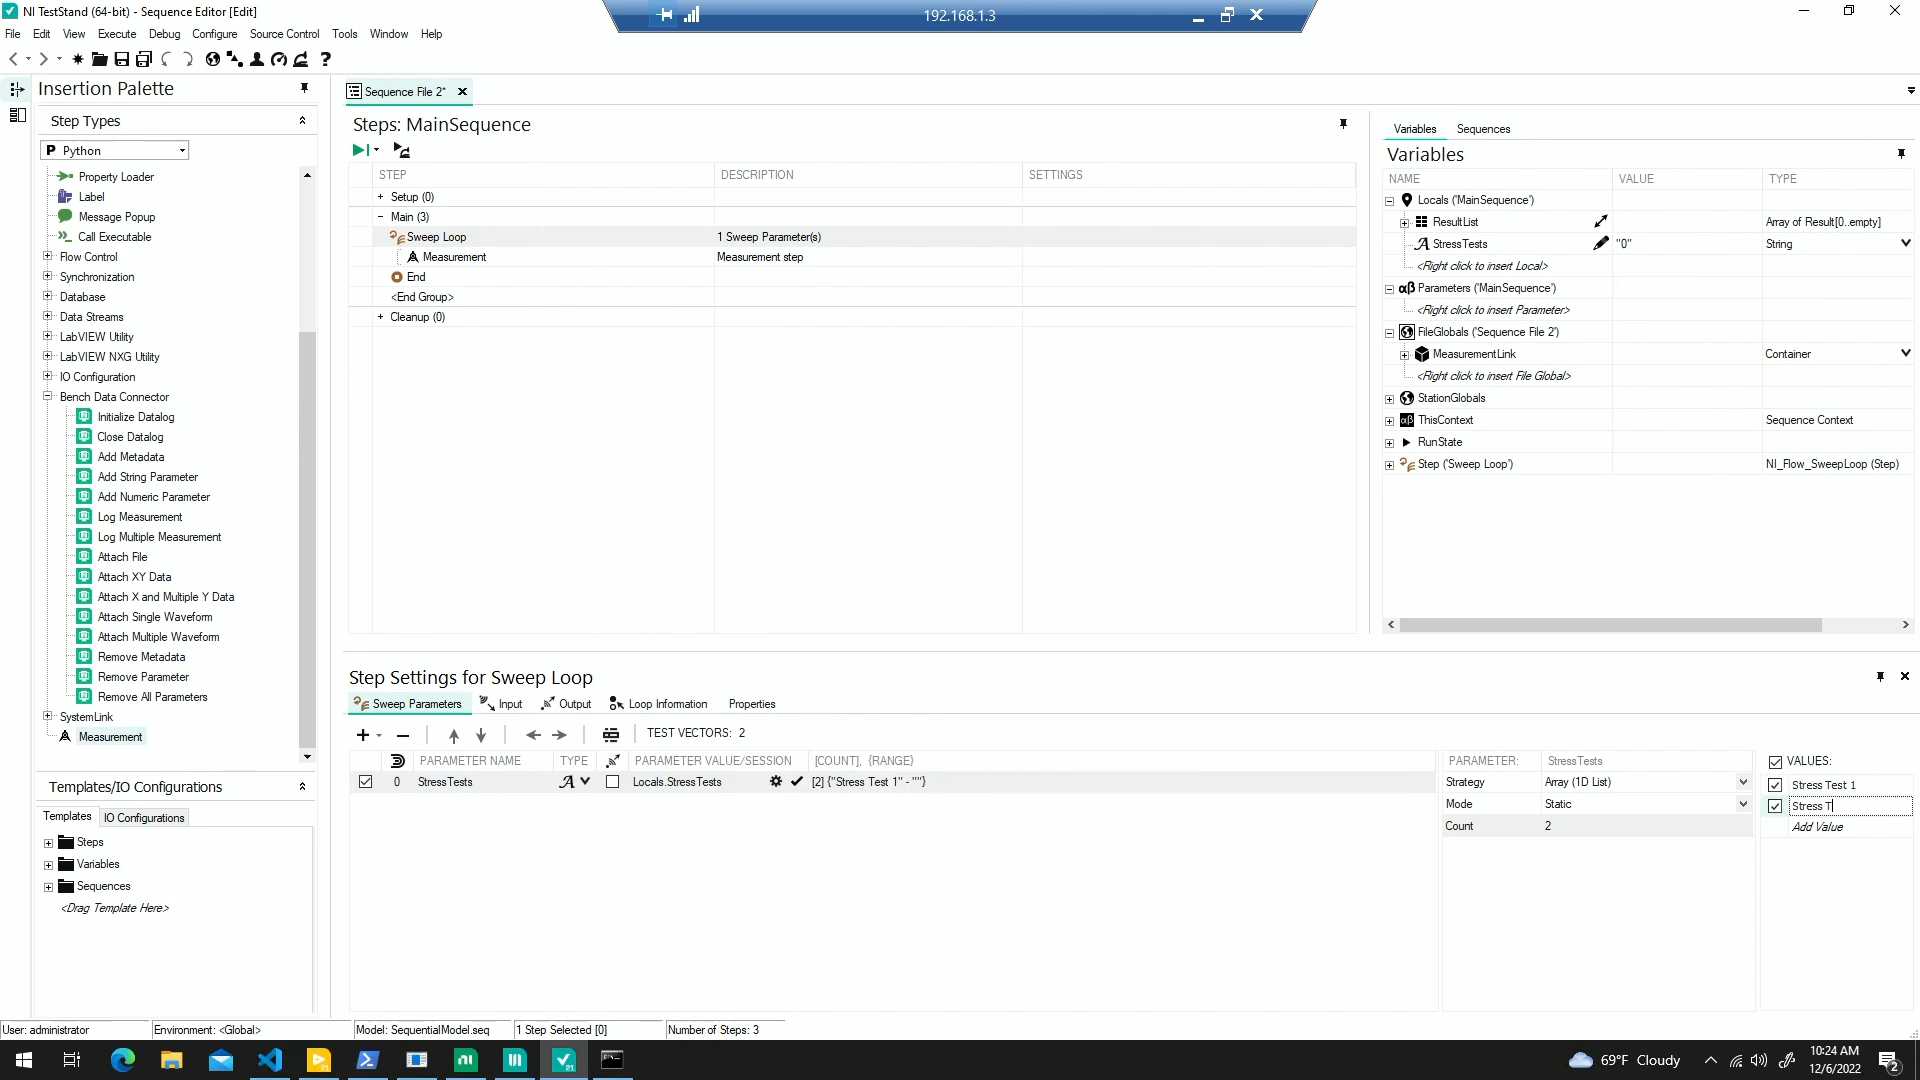 NI TestStand (64-bit) - Sequence Editor [Edit]
192.168.1.3
File Edit View Execute Debug Configure Source Control Tools Window Help
Insertion Palette
Step Types
Python
Property Loader
Label
Message Popup
Call Executable
Flow Control
Synchronization
Database
Data Streams
LabVIEW Utility
LabVIEW NXG Utility
IO Configuration
Bench Data Connector
Initialize Datalog
Close Datalog
Add Metadata
Add String Parameter
Add Numeric Parameter
Log Measurement
Log Multiple Measurement
Attach File
Attach XY Data
Attach X and Multiple Y Data
Attach Single Waveform
Attach Multiple Waveform
Remove Metadata
Remove Parameter
Remove All Parameters
SystemLink
Measurement
Templates/IO Configurations
Templates IO Configurations
Steps
Variables
Sequences
<Drag Template Here>
Sequence File 2*
Steps: MainSequence
STEP DESCRIPTION SETTINGS
+ Setup (0)
- Main (3)
Sweep Loop 1 Sweep Parameter(s)
Measurement Measurement step
End
<End Group>
+ Cleanup (0)
Variables Sequences
Variables
NAME VALUE TYPE
Locals ('MainSequence')
ResultList Array of Result[0..empty]
StressTests "0" String
<Right click to insert Local>
Parameters ('MainSequence')
<Right click to insert Parameter>
FileGlobals ('Sequence File 2')
MeasurementLink Container
<Right click to insert File Global>
StationGlobals
ThisContext Sequence Context
RunState
Step ('Sweep Loop') NI_Flow_SweepLoop (Step)
Step Settings for Sweep Loop
Sweep Parameters Input Output Loop Information Properties
TEST VECTORS: 2
PARAMETER NAME TYPE PARAMETER VALUE/SESSION [COUNT], {RANGE}
0 StressTests Locals.StressTests [2] {"Stress Test 1" - ""}
PARAMETER: StressTests
Strategy Array (1D List)
Mode Static
Count 2
VALUES:
Stress Test 1
Stress T
Add Value
User: administrator Environment: <Global> Model: SequentialModel.seq 1 Step Selected [0] Number of Steps: 3
69°F Cloudy
10:24 AM
12/6/2022
2